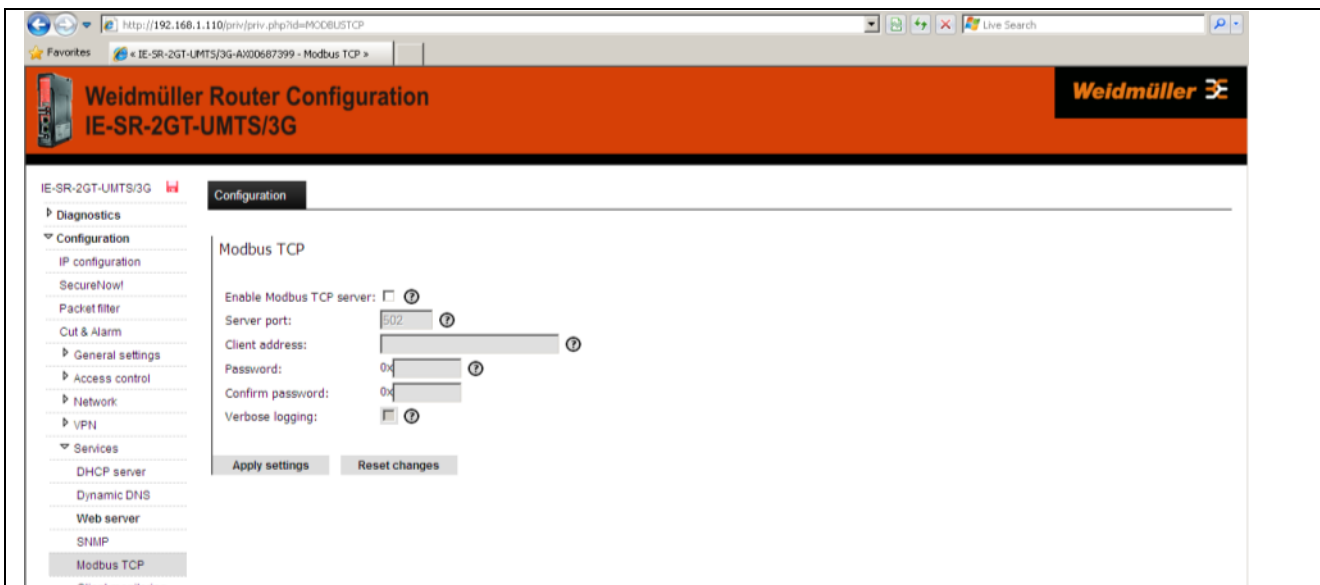 http://192.168.1.110/priv/priv.php?id=MODBUSTCP
Live Search
Favorites
« IE-SR-2GT-UMTS/3G-AX00687399 - Modbus TCP »
Weidmüller Router Configuration
IE-SR-2GT-UMTS/3G
Weidmüller
IE-SR-2GT-UMTS/3G
Configuration
Diagnostics
Configuration
IP configuration
SecureNow!
Packet filter
Cut & Alarm
General settings
Access control
Network
VPN
Services
DHCP server
Dynamic DNS
Web server
SNMP
Modbus TCP
Modbus TCP
Enable Modbus TCP server:
Server port: 502
Client address:
Password: 0x
Confirm password: 0x
Verbose logging:
Apply settings Reset changes